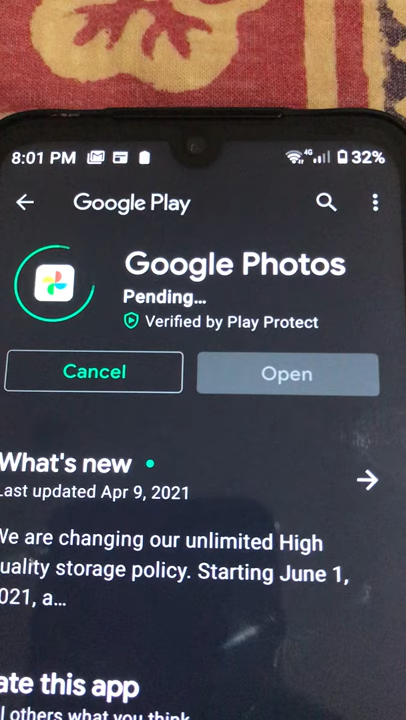 8:01 PM 4G 32%
Google Play
Google Photos
Pending...
Verified by Play Protect
Cancel Open
What's new
Last updated Apr 9, 2021
We are changing our unlimited High
uality storage policy. Starting June 1,
021, a...
ate this app
l others what you think